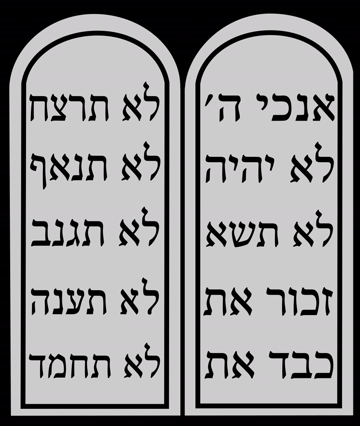 אנכי ה׳
לא יהיה
לא תשא
זכור את
כבד את
לא תרצח
לא תנאף
לא תגנב
לא תענה
לא תחמד